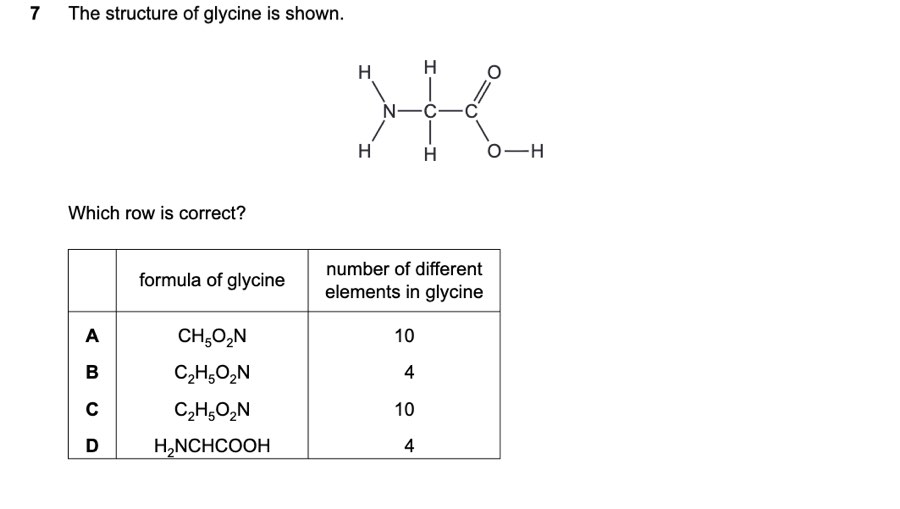 7 The structure of glycine is shown.
H H O
N C C
H H O H
Which row is correct?
formula of glycine number of different elements in glycine
A CH₅O₂N 10
B C₂H₅O₂N 4
C C₂H₅O₂N 10
D H₂NCHCOOH 4